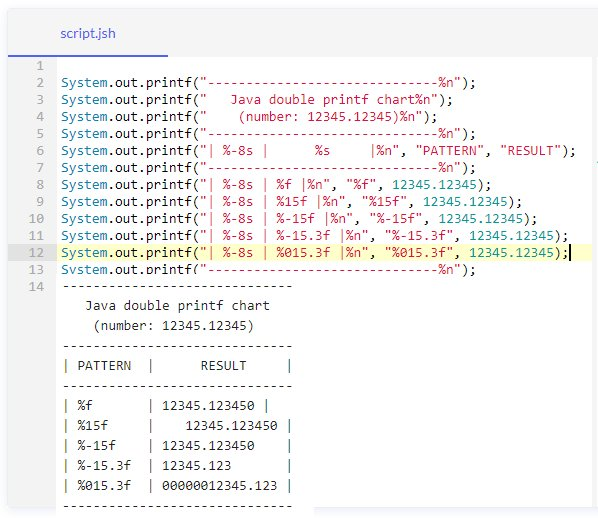 script.jsh
1
2 System.out.printf("------------------------------%n");
3 System.out.printf("   Java double printf chart%n");
4 System.out.printf("    (number: 12345.12345)%n");
5 System.out.printf("------------------------------%n");
6 System.out.printf("| %-8s |      %s     |%n", "PATTERN", "RESULT");
7 System.out.printf("------------------------------%n");
8 System.out.printf("| %-8s | %f |%n", "%f", 12345.12345);
9 System.out.printf("| %-8s | %15f |%n", "%15f", 12345.12345);
10 System.out.printf("| %-8s | %-15f |%n", "%-15f", 12345.12345);
11 System.out.printf("| %-8s | %-15.3f |%n", "%-15.3f", 12345.12345);
12 System.out.printf("| %-8s | %015.3f |%n", "%015.3f", 12345.12345);
13 System.out.printf("------------------------------%n");
14
------------------------------
   Java double printf chart
    (number: 12345.12345)
------------------------------
| PATTERN  |      RESULT     |
------------------------------
| %f       | 12345.123450 |
| %15f     |    12345.123450 |
| %-15f    | 12345.123450    |
| %-15.3f  | 12345.123       |
| %015.3f  | 00000012345.123 |
------------------------------